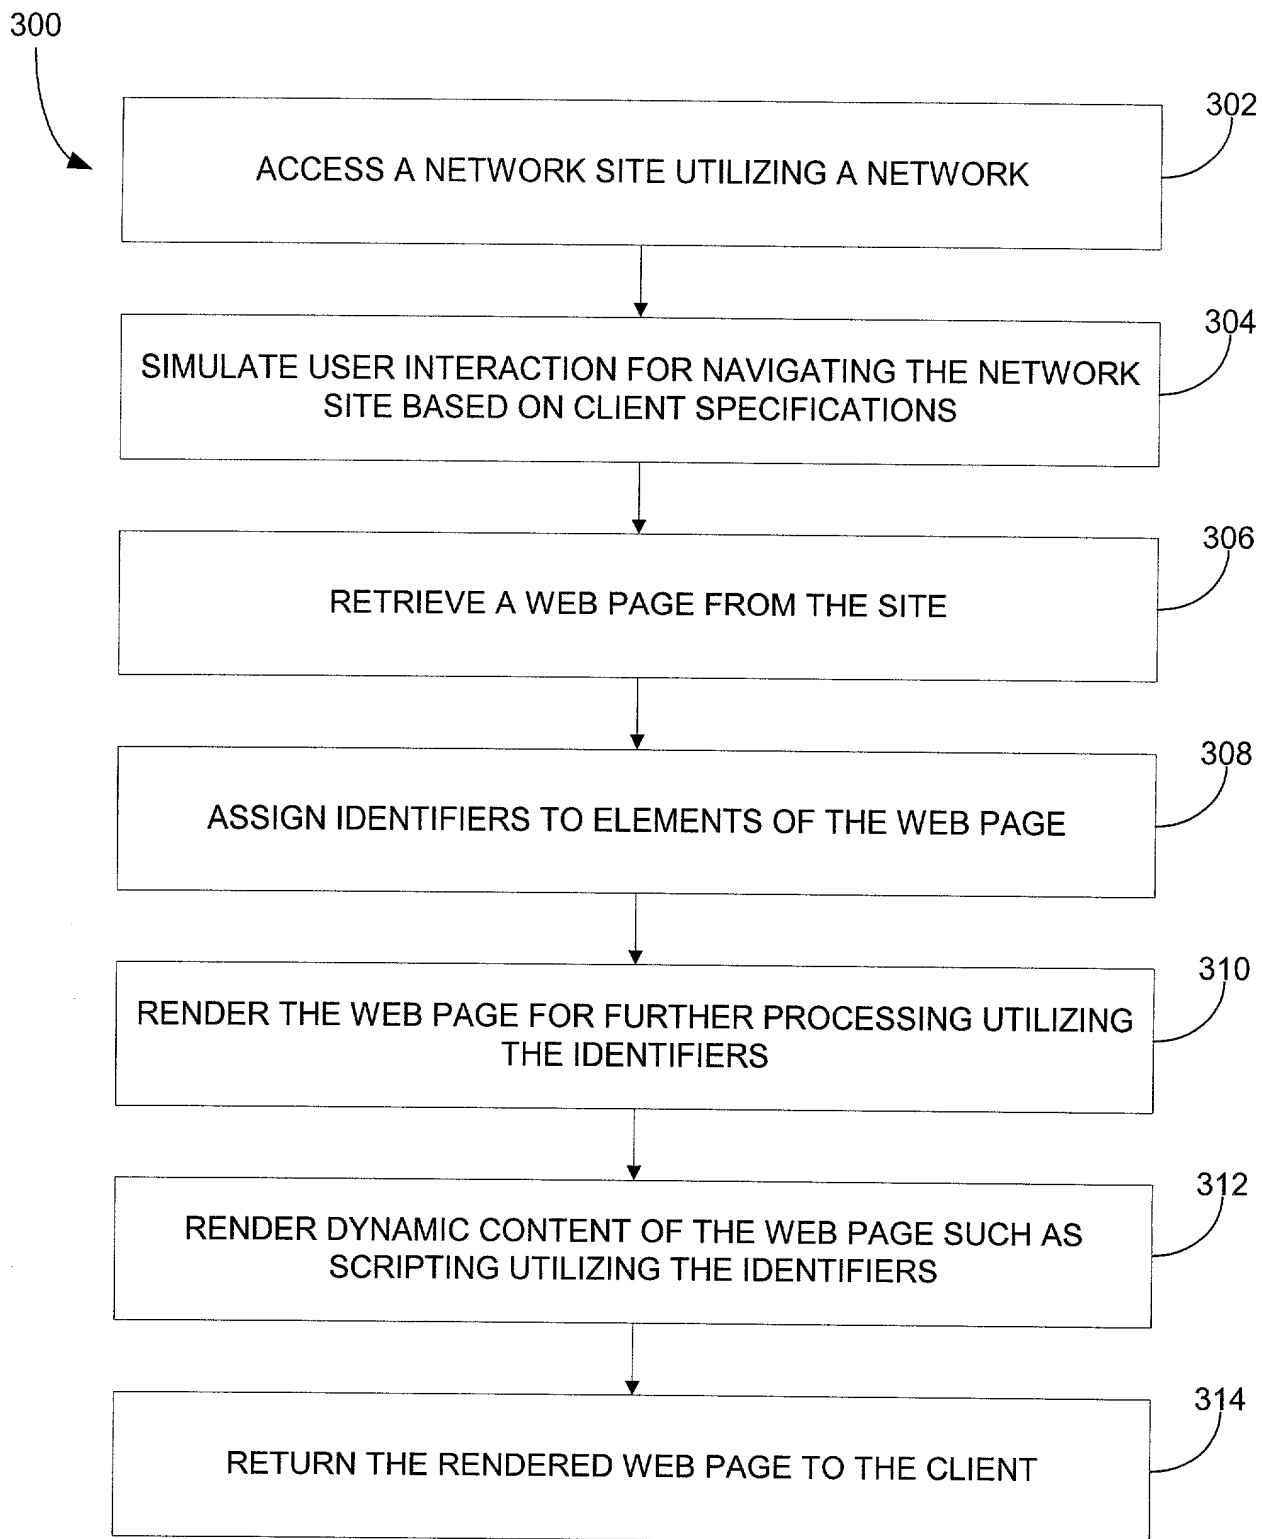 300
302
ACCESS A NETWORK SITE UTILIZING A NETWORK
304
SIMULATE USER INTERACTION FOR NAVIGATING THE NETWORK
SITE BASED ON CLIENT SPECIFICATIONS
306
RETRIEVE A WEB PAGE FROM THE SITE
308
ASSIGN IDENTIFIERS TO ELEMENTS OF THE WEB PAGE
310
RENDER THE WEB PAGE FOR FURTHER PROCESSING UTILIZING
THE IDENTIFIERS
312
RENDER DYNAMIC CONTENT OF THE WEB PAGE SUCH AS
SCRIPTING UTILIZING THE IDENTIFIERS
314
RETURN THE RENDERED WEB PAGE TO THE CLIENT